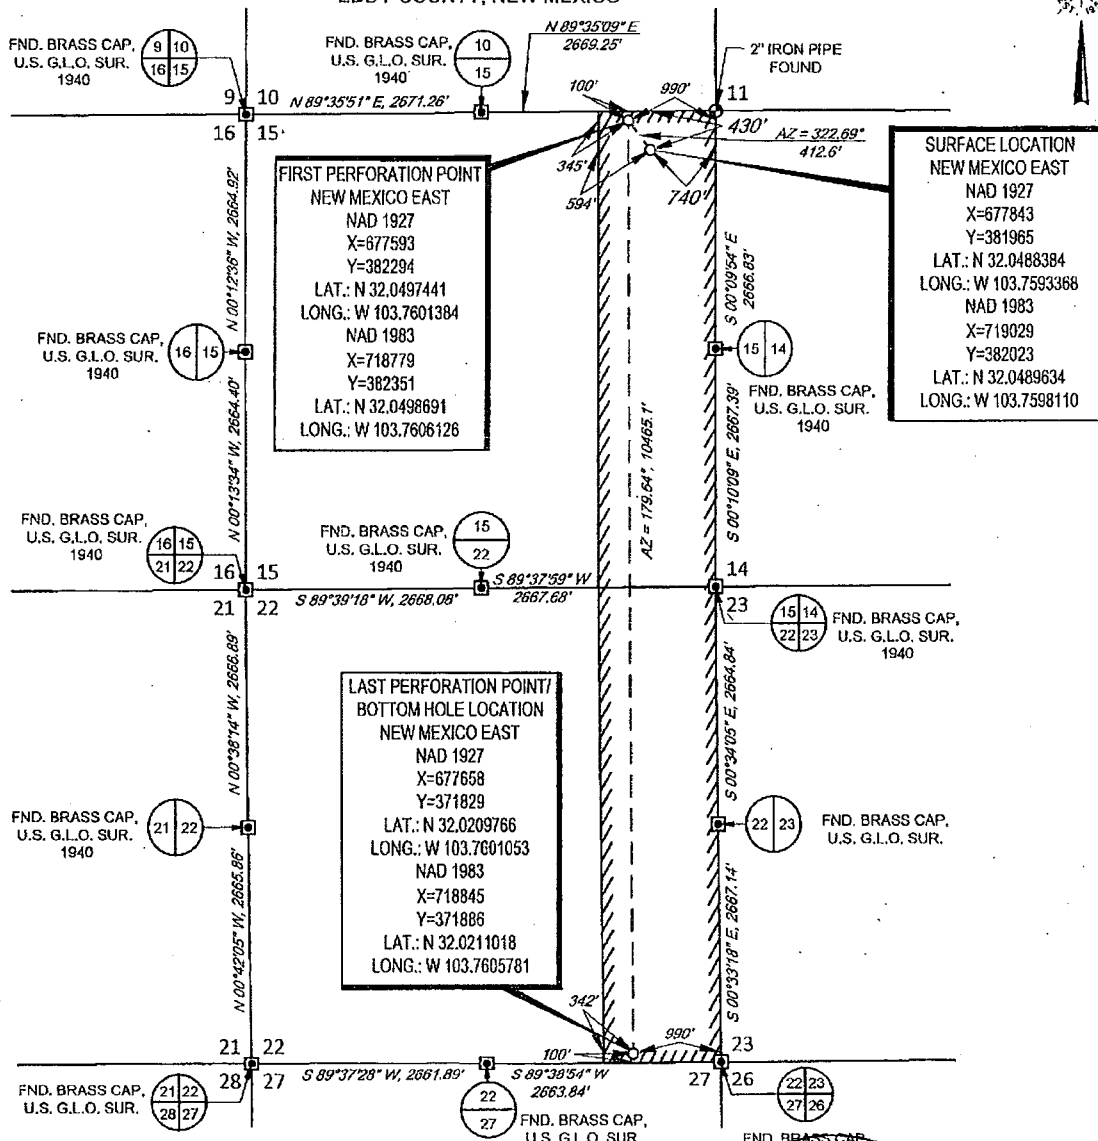 FND. BRASS CAP,
U.S. G.L.O. SUR.
1940
9 10
16 15
FND. BRASS CAP,
U.S. G.L.O. SUR.
1940
10
15
N 89°35'09" E
2669.25'
2" IRON PIPE
FOUND
9 10
16 15
N 89°35'51" E, 2671.26'
100'
990'
11
430'
AZ = 322.69°
412.6'
345'
594'
740'
FIRST PERFORATION POINT
NEW MEXICO EAST
NAD 1927
X=677593
Y=382294
LAT.: N 32.0497441
LONG.: W 103.7601384
NAD 1983
X=718779
Y=382351
LAT.: N 32.0498691
LONG.: W 103.7606126
SURFACE LOCATION
NEW MEXICO EAST
NAD 1927
X=677843
Y=381965
LAT.: N 32.0488384
LONG.: W 103.7593368
NAD 1983
X=719029
Y=382023
LAT.: N 32.0489634
LONG.: W 103.7598110
N 00°12'36" W, 2664.92'
S 00°09'54" E
2666.83'
FND. BRASS CAP,
U.S. G.L.O. SUR.
1940
16 15
15 14
FND. BRASS CAP,
U.S. G.L.O. SUR.
1940
N 00°13'34" W, 2664.40'
AZ = 179.64°, 10465.1'
S 00°10'09" E, 2667.39'
FND. BRASS CAP,
U.S. G.L.O. SUR.
1940
16 15
21 22
FND. BRASS CAP,
U.S. G.L.O. SUR.
1940
15
22
16 15
21 22
S 89°39'18" W, 2668.08'
S 89°37'59" W
2667.68'
14
23
15 14
22 23
FND. BRASS CAP,
U.S. G.L.O. SUR.
1940
N 00°38'14" W, 2666.89'
S 00°34'05" E, 2664.84'
LAST PERFORATION POINT/
BOTTOM HOLE LOCATION
NEW MEXICO EAST
NAD 1927
X=677658
Y=371829
LAT.: N 32.0209766
LONG.: W 103.7601053
NAD 1983
X=718845
Y=371886
LAT.: N 32.0211018
LONG.: W 103.7605781
FND. BRASS CAP,
U.S. G.L.O. SUR.
1940
21 22
22 23
FND. BRASS CAP,
U.S. G.L.O. SUR.
N 00°42'05" W, 2665.86'
S 00°33'18" E, 2667.14'
342'
100'
990'
21 22
28 27
S 89°37'28" W, 2661.89'
S 89°38'54" W
2663.84'
23
27 26
FND. BRASS CAP,
U.S. G.L.O. SUR.
21 22
28 27
22
27
FND. BRASS CAP,
U.S. G.L.O. SUR.
22 23
27 26
FND. BRASS CAP,